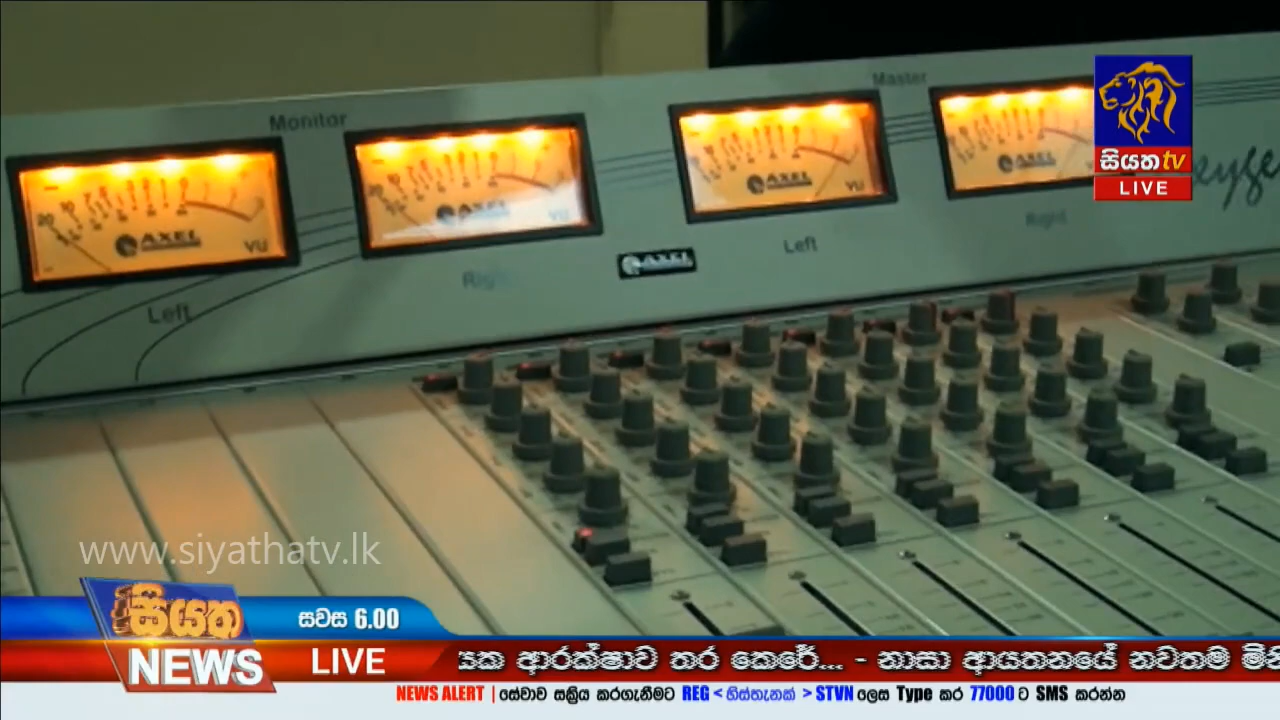 Monitor
Master
සියත tv
LIVE
AXEL
VU
AXEL
VU
AXEL
VU
AXEL
Left
Right
AXEL
Left
Right
www.siyathatv.lk
සියත
NEWS
සවස 6.00
LIVE
යක ආරක්ෂාව තර කෙරේ... - නාසා ආයතනයේ නවතම මිනි
NEWS ALERT | සේවාව සක්‍රිය කරගැනීමට REG < හිස්තැනක් > STVN ලෙස Type කර 77000 ට SMS කරන්න